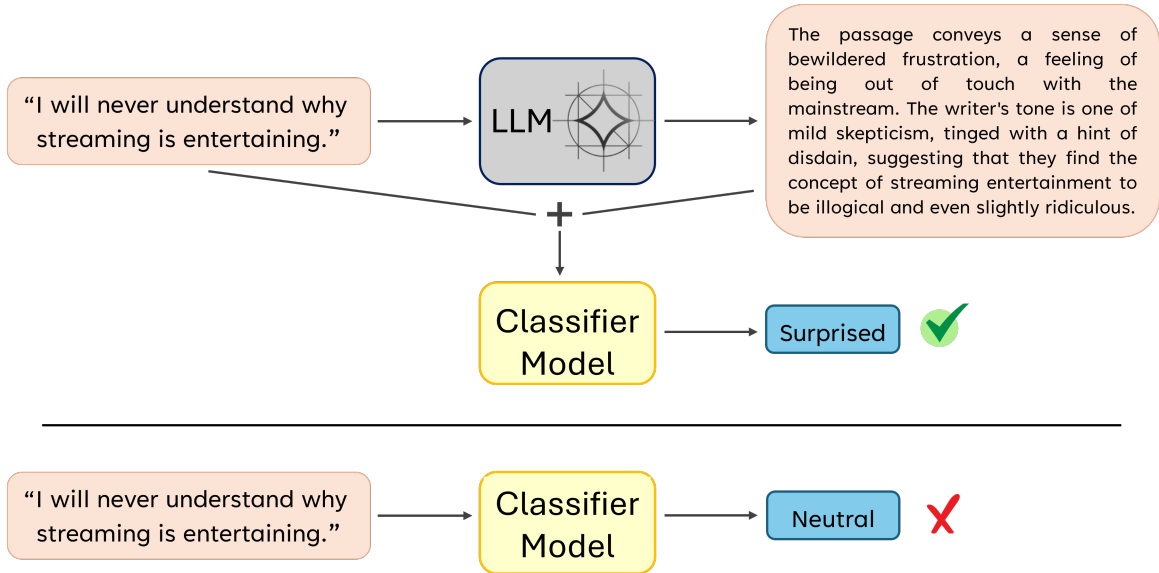 “I will never understand why
streaming is entertaining.”
LLM
The passage conveys a sense of
bewildered frustration, a feeling of
being out of touch with the
mainstream. The writer's tone is one of
mild skepticism, tinged with a hint of
disdain, suggesting that they find the
concept of streaming entertainment to
be illogical and even slightly ridiculous.
+
Classifier
Model
Surprised
“I will never understand why
streaming is entertaining.”
Classifier
Model
Neutral